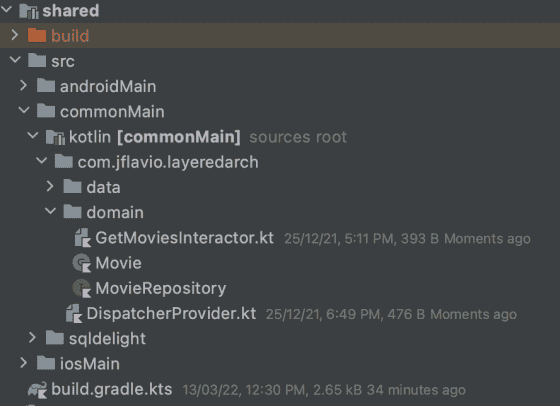 shared
build
src
androidMain
commonMain
kotlin [commonMain] sources root
com.jflavio.layeredarch
data
domain
GetMoviesInteractor.kt 25/12/21, 5:11 PM, 393 B Moments ago
Movie
MovieRepository
DispatcherProvider.kt 25/12/21, 6:49 PM, 476 B Moments ago
sqldelight
iosMain
build.gradle.kts 13/03/22, 12:30 PM, 2.65 kB 34 minutes ago